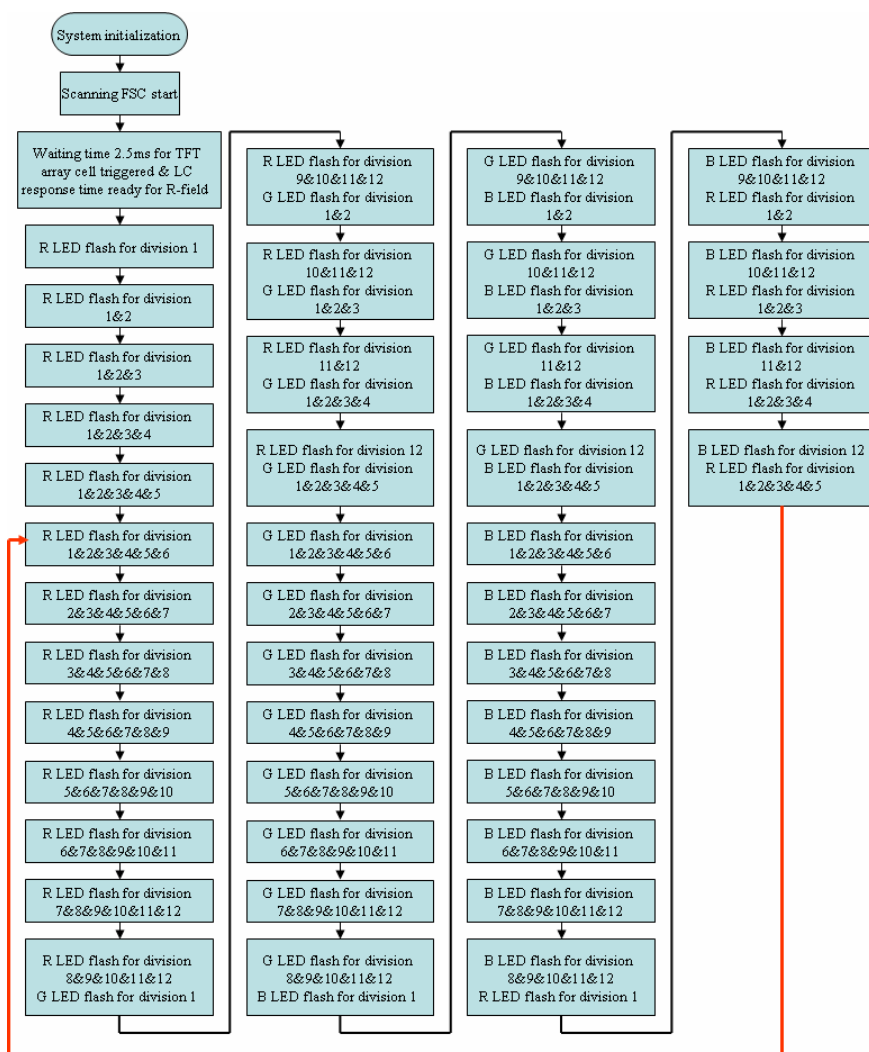 System initialization
Scanning FSC start
Waiting time 2.5ms for TFT
array cell triggered & LC
response time ready for R-field
R LED flash for division 1
R LED flash for division
1&2
R LED flash for division
1&2&3
R LED flash for division
1&2&3&4
R LED flash for division
1&2&3&4&5
R LED flash for division
1&2&3&4&5&6
R LED flash for division
2&3&4&5&6&7
R LED flash for division
3&4&5&6&7&8
R LED flash for division
4&5&6&7&8&9
R LED flash for division
5&6&7&8&9&10
R LED flash for division
6&7&8&9&10&11
R LED flash for division
7&8&9&10&11&12
R LED flash for division
8&9&10&11&12
G LED flash for division 1
R LED flash for division
9&10&11&12
G LED flash for division
1&2
R LED flash for division
10&11&12
G LED flash for division
1&2&3
R LED flash for division
11&12
G LED flash for division
1&2&3&4
R LED flash for division 12
G LED flash for division
1&2&3&4&5
G LED flash for division
1&2&3&4&5&6
G LED flash for division
2&3&4&5&6&7
G LED flash for division
3&4&5&6&7&8
G LED flash for division
4&5&6&7&8&9
G LED flash for division
5&6&7&8&9&10
G LED flash for division
6&7&8&9&10&11
G LED flash for division
7&8&9&10&11&12
G LED flash for division
8&9&10&11&12
B LED flash for division 1
G LED flash for division
9&10&11&12
B LED flash for division
1&2
G LED flash for division
10&11&12
B LED flash for division
1&2&3
G LED flash for division
11&12
B LED flash for division
1&2&3&4
G LED flash for division 12
B LED flash for division
1&2&3&4&5
B LED flash for division
1&2&3&4&5&6
B LED flash for division
2&3&4&5&6&7
B LED flash for division
3&4&5&6&7&8
B LED flash for division
4&5&6&7&8&9
B LED flash for division
5&6&7&8&9&10
B LED flash for division
6&7&8&9&10&11
B LED flash for division
7&8&9&10&11&12
B LED flash for division
8&9&10&11&12
R LED flash for division 1
B LED flash for division
9&10&11&12
R LED flash for division
1&2
B LED flash for division
10&11&12
R LED flash for division
1&2&3
B LED flash for division
11&12
R LED flash for division
1&2&3&4
B LED flash for division 12
R LED flash for division
1&2&3&4&5